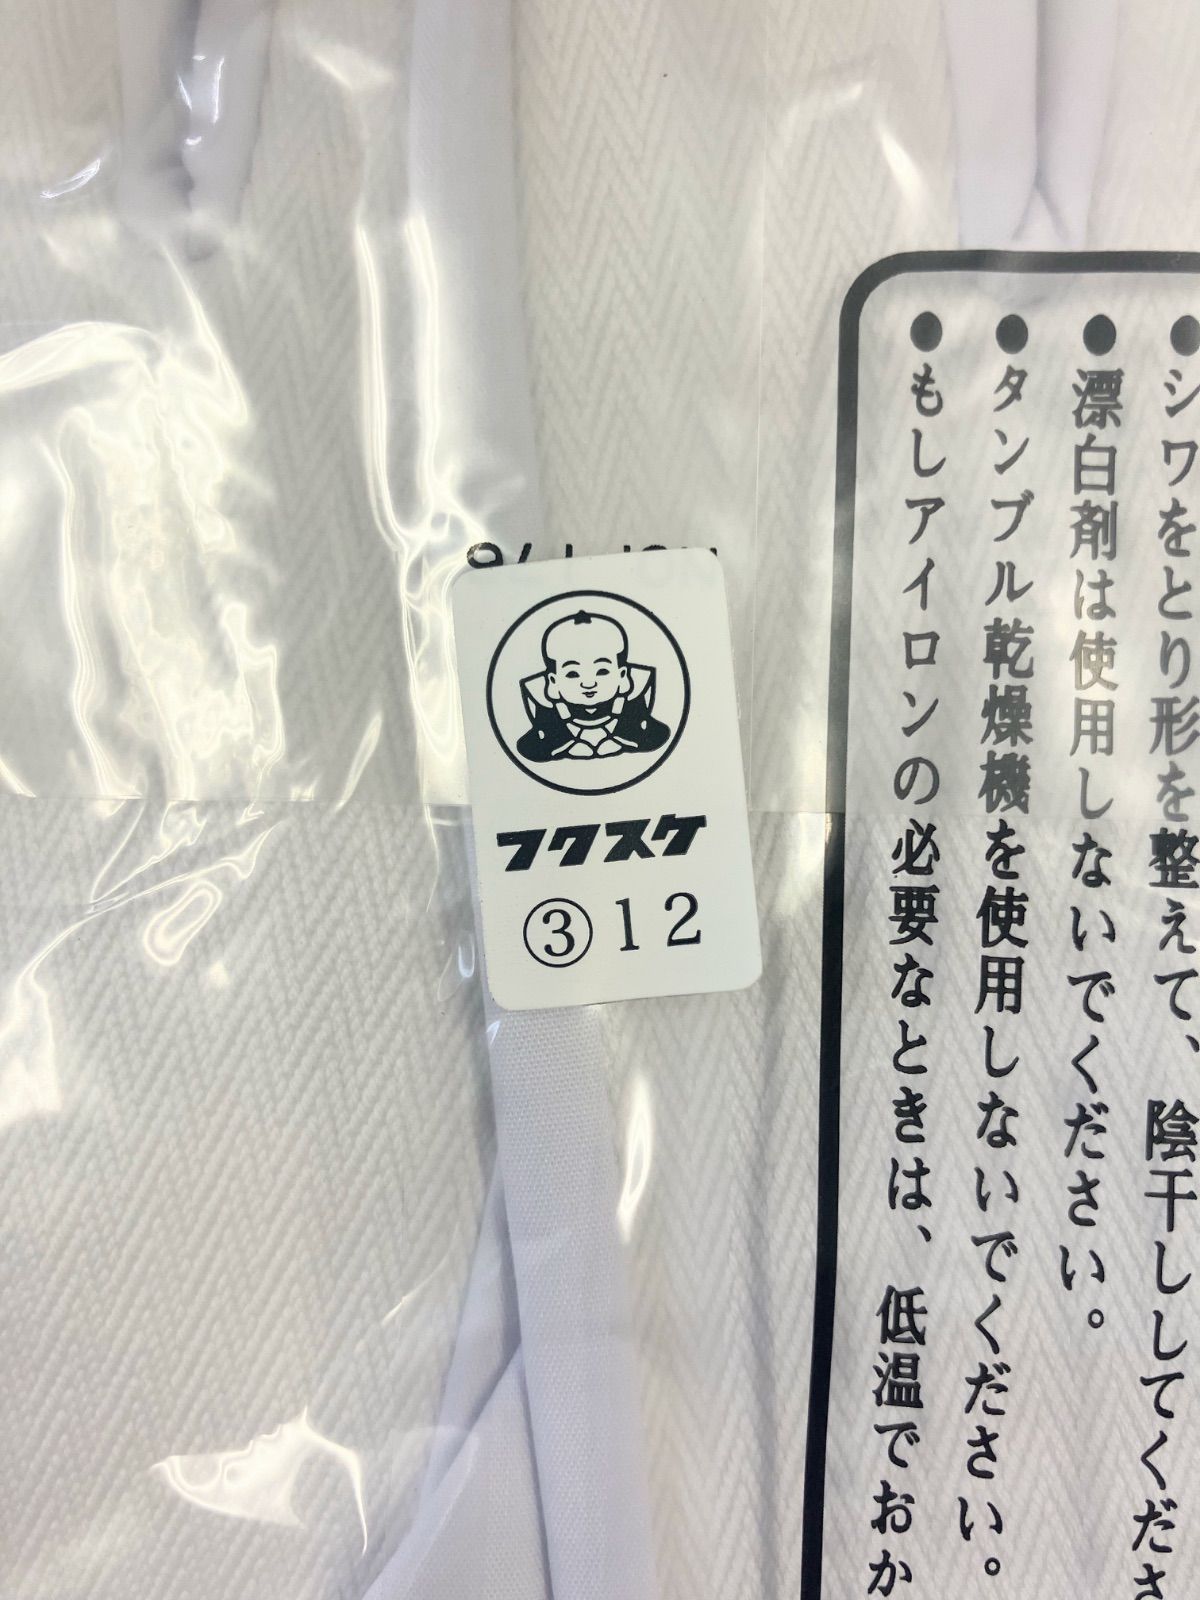 フクスケ
③12
●シワをとり形を整えて、陰干ししてくださ
●漂白剤は使用しないでください。
●タンブル乾燥機を使用しないでください。
●もしアイロンの必要なときは、低温でおか